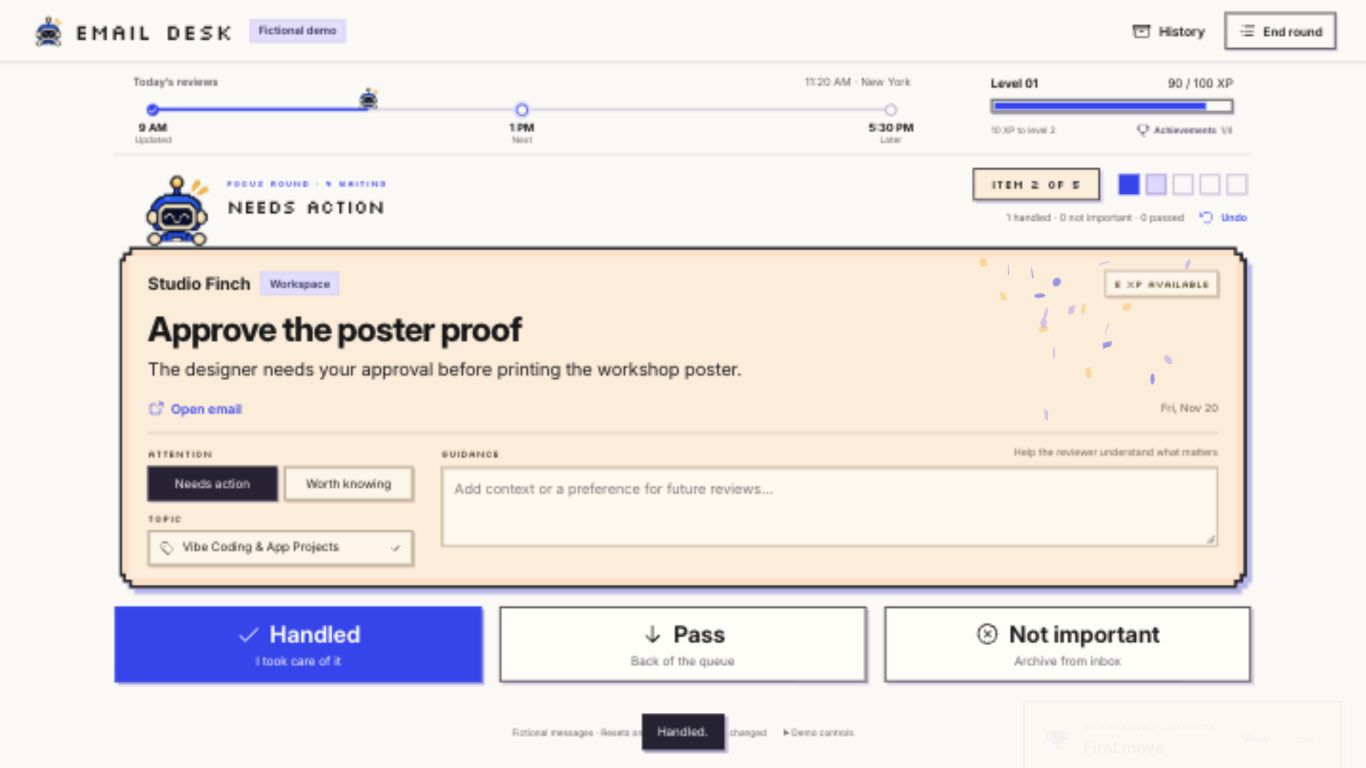 EMAIL DESK
Fictional demo
History
End round
Today's reviews
11:20 AM · New York
9 AM
Updated
1 PM
Next
5:30 PM
Later
Level 01
90 / 100 XP
10 XP to level 2
Achievements 1/4
FOCUS ROUND · 4 WAITING
NEEDS ACTION
ITEM 2 OF 5
1 handled · 0 not important · 0 passed
Undo
Studio Finch
Workspace
5 XP AVAILABLE
Approve the poster proof
The designer needs your approval before printing the workshop poster.
Open email
Fri, Nov 20
ATTENTION
Needs action
Worth knowing
TOPIC
Vibe Coding & App Projects
GUIDANCE
Help the reviewer understand what matters
Add context or a preference for future reviews...
Handled
I took care of it
Pass
Back of the queue
Not important
Archive from inbox
Fictional messages · Resets on
Handled.
changed
Demo controls
ACHIEVEMENT UNLOCKED
First move
View